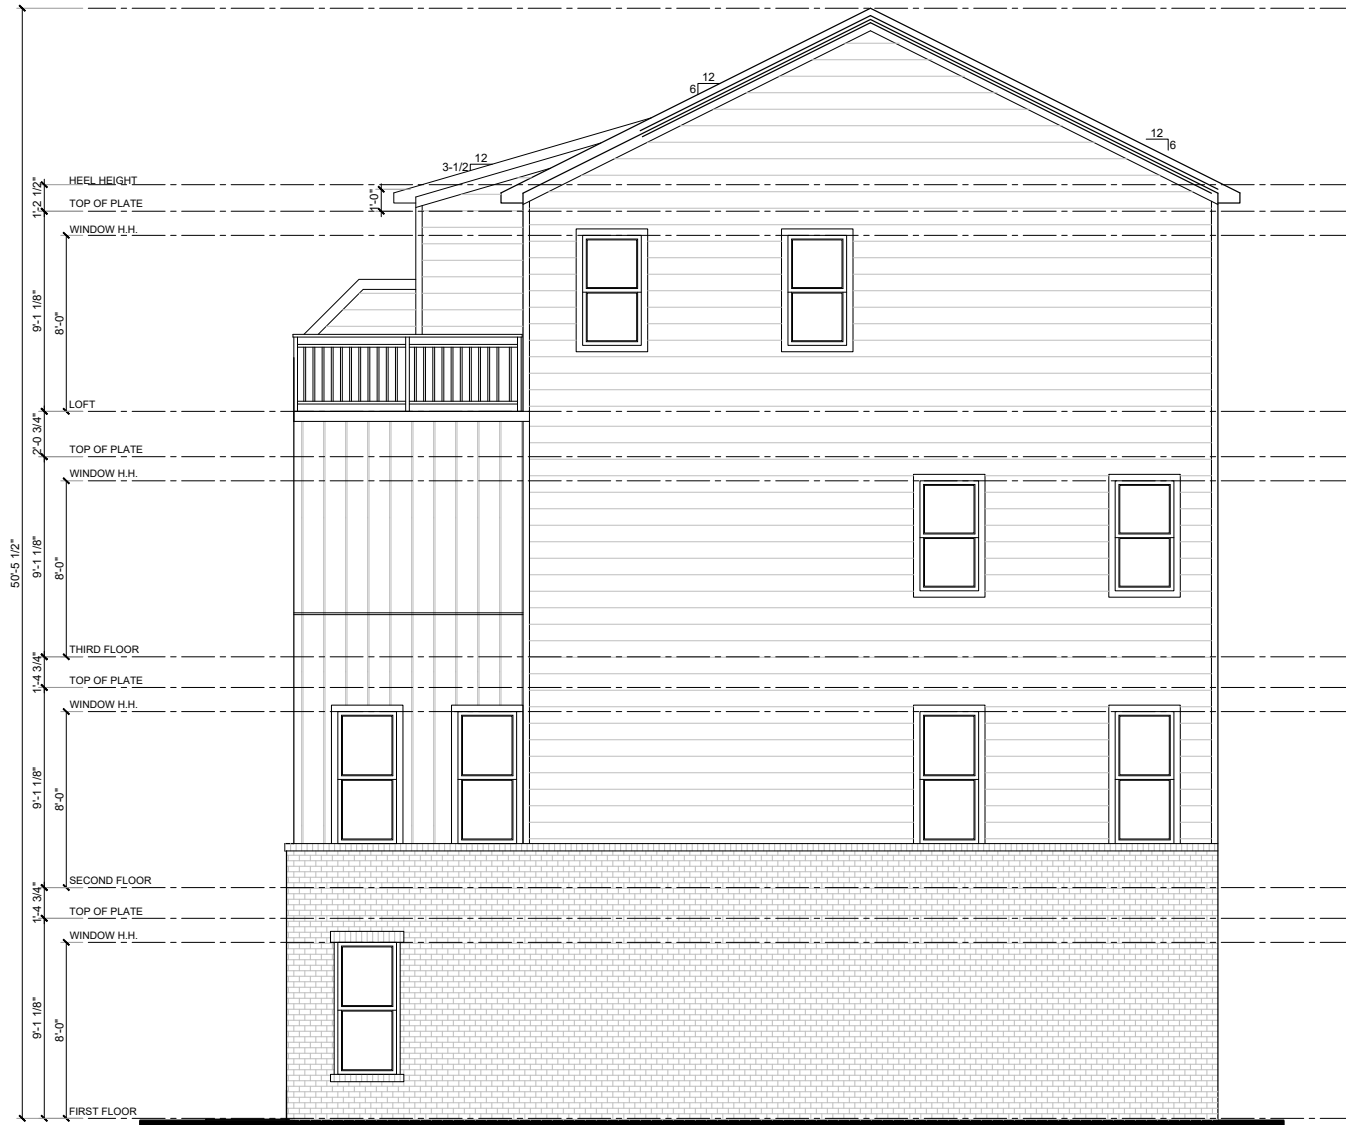 12
6
12
6
12
3-1/2
HEEL HEIGHT
1'-2 1/2"
1'-0"
TOP OF PLATE
WINDOW H.H.
9'-1 1/8"
8'-0"
LOFT
2'-0 3/4"
TOP OF PLATE
WINDOW H.H.
50'-5 1/2"
9'-1 1/8"
8'-0"
THIRD FLOOR
1'-4 3/4"
TOP OF PLATE
WINDOW H.H.
9'-1 1/8"
8'-0"
SECOND FLOOR
1'-4 3/4"
TOP OF PLATE
WINDOW H.H.
9'-1 1/8"
8'-0"
FIRST FLOOR